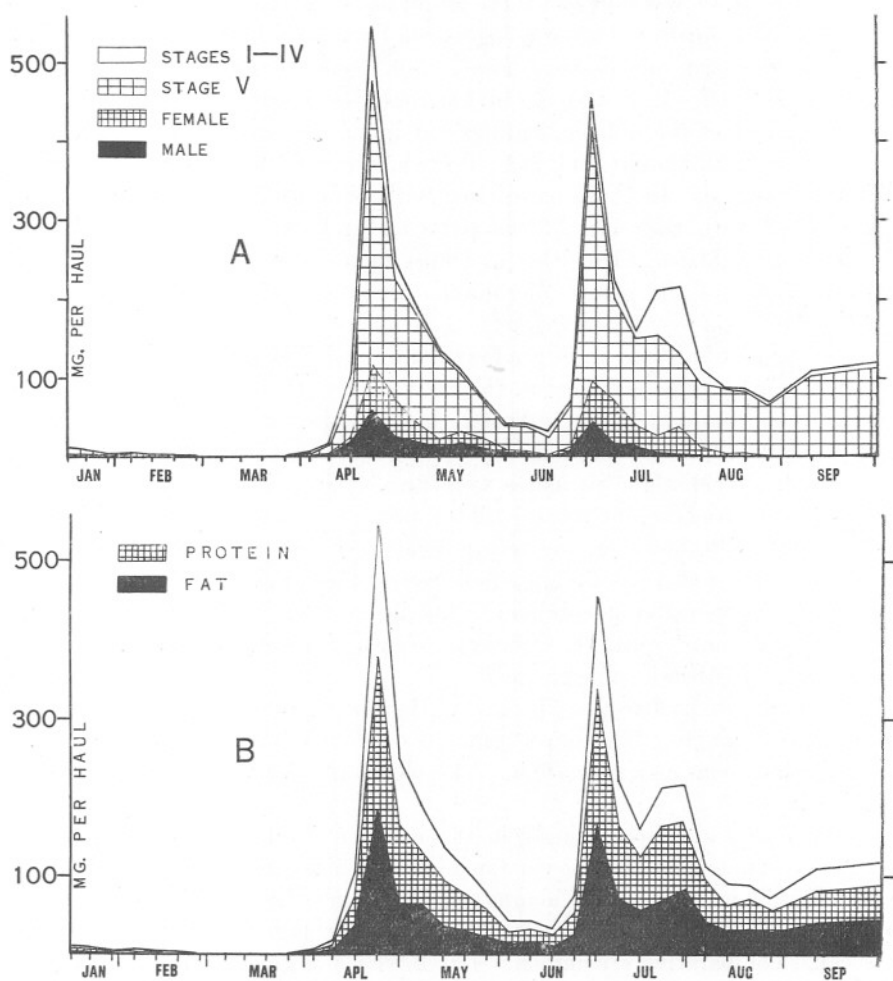 500
300
100
MG. PER HAUL
STAGES I—IV
STAGE V
FEMALE
MALE
A
JAN FEB MAR APL MAY JUN JUL AUG SEP
500
300
100
MG. PER HAUL
PROTEIN
FAT
B
JAN FEB MAR APL MAY JUN JUL AUG SEP